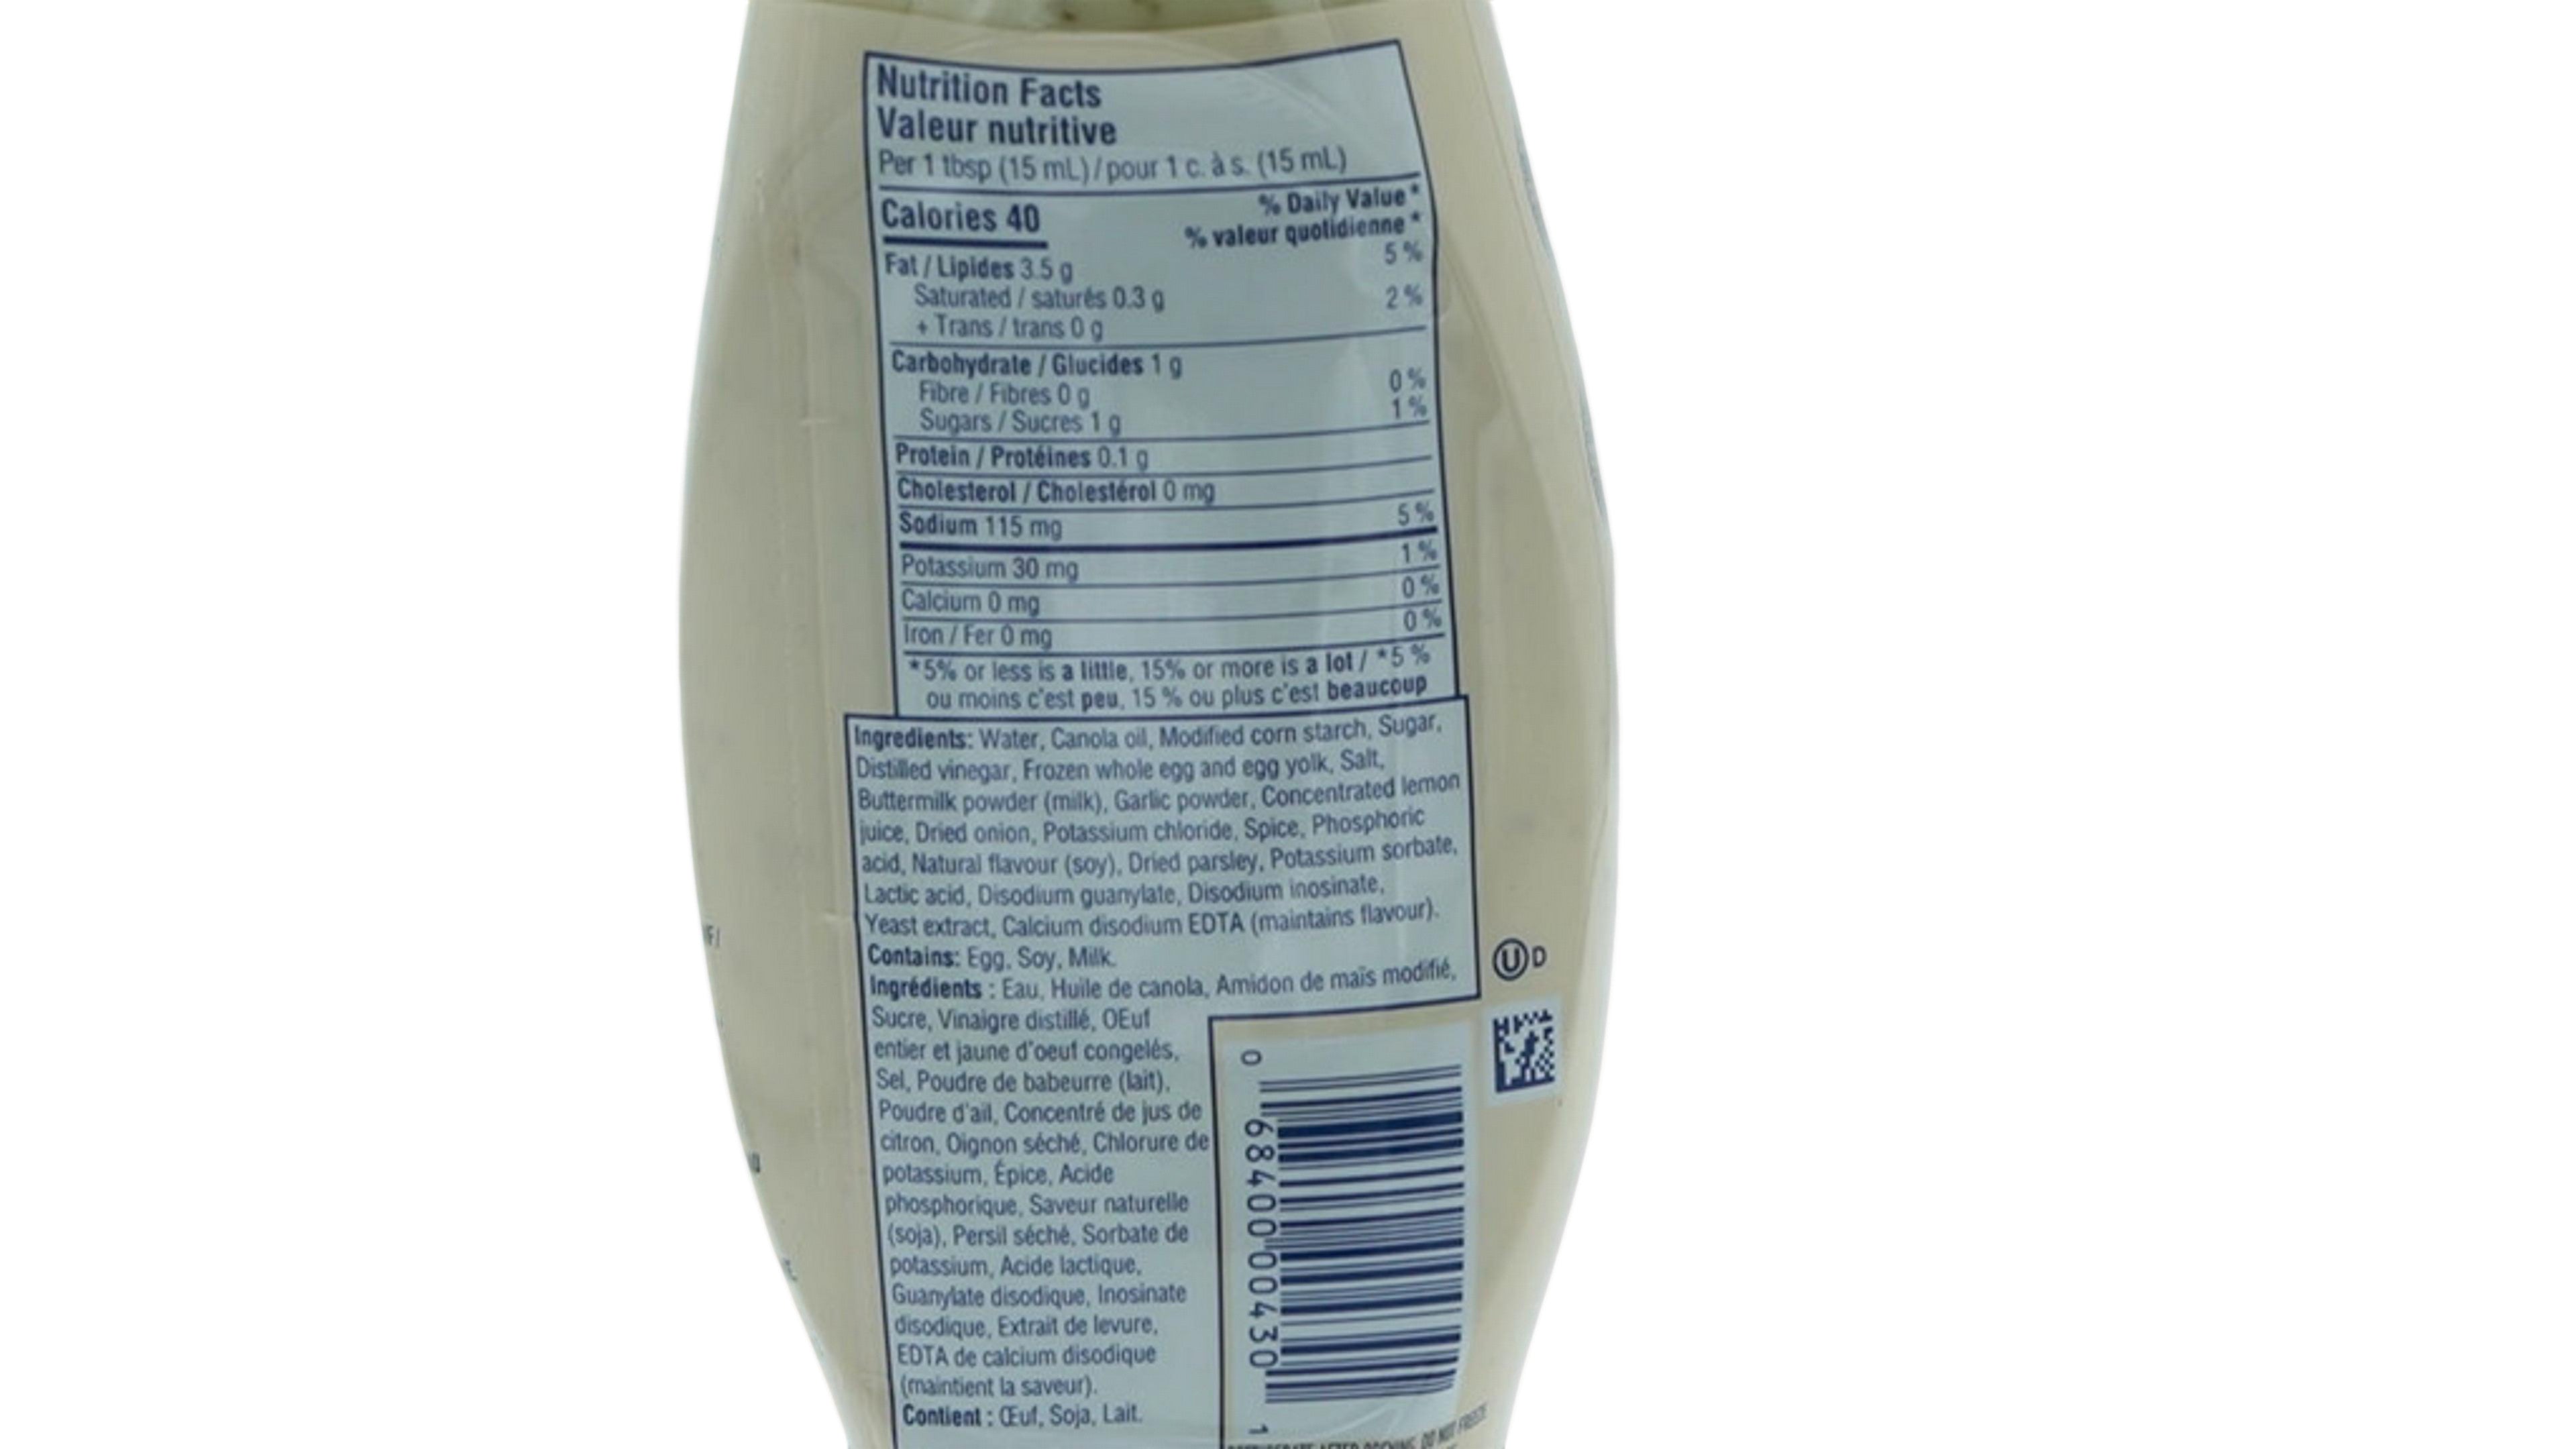 Nutrition Facts
Valeur nutritive
Per 1 tbsp (15 mL) / pour 1 c. à s. (15 mL)
% Daily Value*
Calories 40
% valeur quotidienne*
Fat / Lipides 3.5 g 5 %
Saturated / saturés 0.3 g 2 %
+ Trans / trans 0 g
Carbohydrate / Glucides 1 g
Fibre / Fibres 0 g 0 %
Sugars / Sucres 1 g 1 %
Protein / Protéines 0.1 g
Cholesterol / Cholestérol 0 mg
Sodium 115 mg 5 %
Potassium 30 mg 1 %
Calcium 0 mg 0 %
Iron / Fer 0 mg 0 %
*5% or less is a little, 15% or more is a lot / *5 %
ou moins c'est peu, 15 % ou plus c'est beaucoup
Ingredients: Water, Canola oil, Modified corn starch, Sugar,
Distilled vinegar, Frozen whole egg and egg yolk, Salt,
Buttermilk powder (milk), Garlic powder, Concentrated lemon
juice, Dried onion, Potassium chloride, Spice, Phosphoric
acid, Natural flavour (soy), Dried parsley, Potassium sorbate,
Lactic acid, Disodium guanylate, Disodium inosinate,
Yeast extract, Calcium disodium EDTA (maintains flavour).
Contains: Egg, Soy, Milk.
Ingrédients : Eau, Huile de canola, Amidon de maïs modifié,
Sucre, Vinaigre distillé, OEuf
entier et jaune d'oeuf congelés,
Sel, Poudre de babeurre (lait),
Poudre d'ail, Concentré de jus de
citron, Oignon séché, Chlorure de
potassium, Épice, Acide
phosphorique, Saveur naturelle
(soja), Persil séché, Sorbate de
potassium, Acide lactique,
Guanylate disodique, Inosinate
disodique, Extrait de levure,
EDTA de calcium disodique
(maintient la saveur).
Contient : Œuf, Soja, Lait.
U D
0 68400 00430 1
DO NOT FREEZE